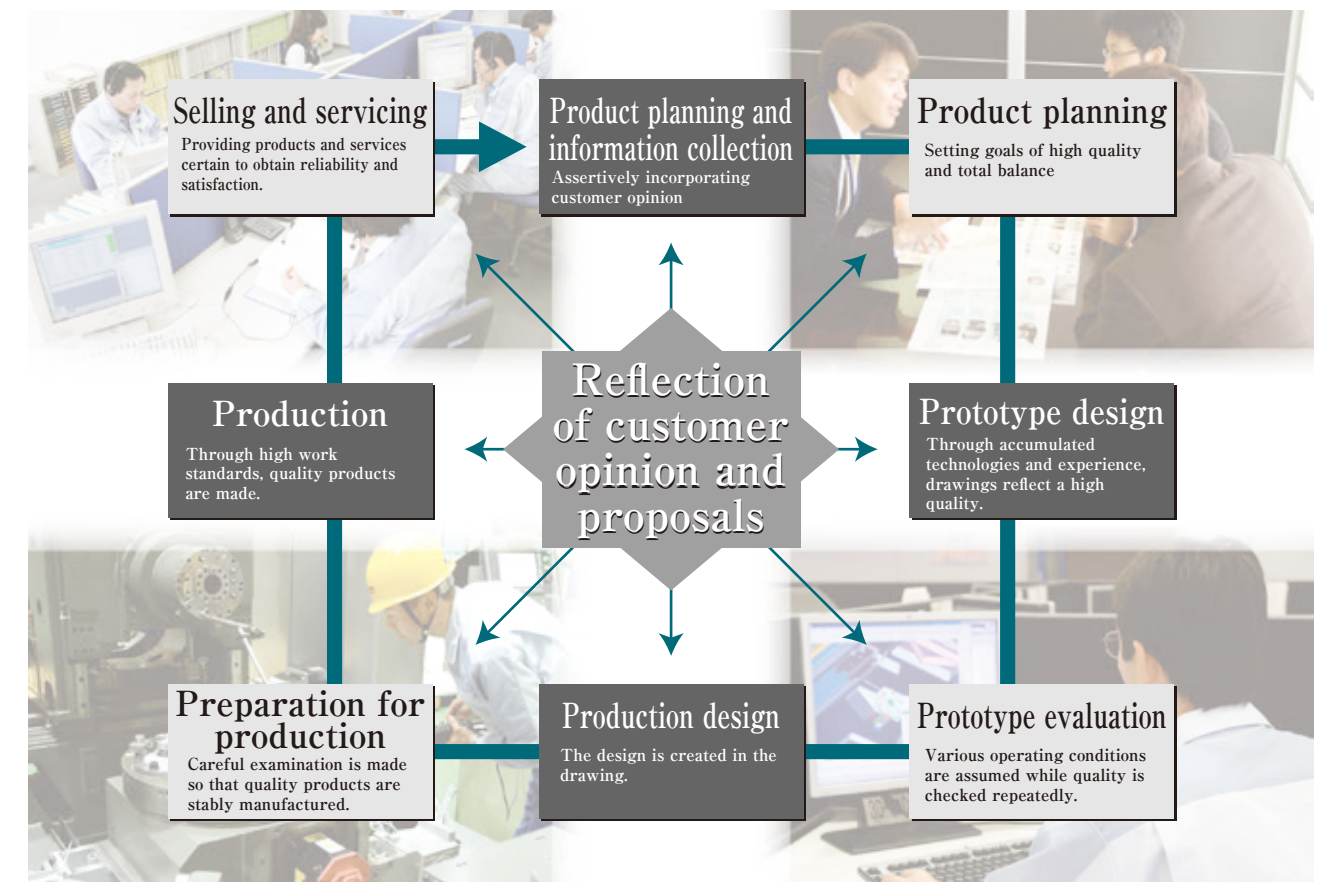 Selling and servicing
Providing products and services
certain to obtain reliability and
satisfaction.
Product planning and
information collection
Assertively incorporating
customer opinion
Product planning
Setting goals of high quality
and total balance
Production
Through high work
standards, quality products
are made.
Reflection
of customer
opinion and
proposals
Prototype design
Through accumulated
technologies and experience,
drawings reflect a high
quality.
Preparation for
production
Careful examination is made
so that quality products are
stably manufactured.
Production design
The design is created in the
drawing.
Prototype evaluation
Various operating conditions
are assumed while quality is
checked repeatedly.